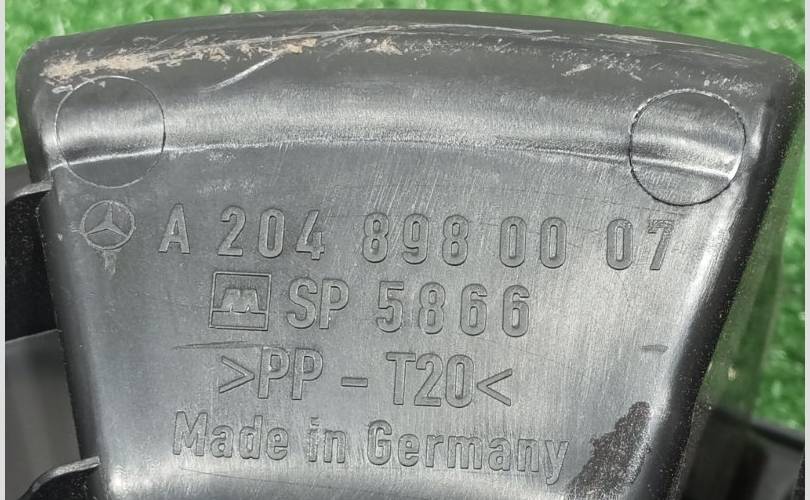 A 204 898 00 07
SP 5866
>PP - T20<
Made in Germany